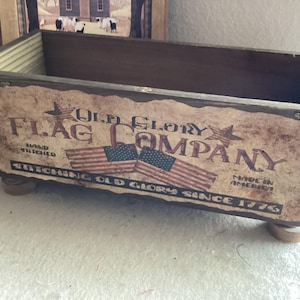 OLD GLORY
FLAG COMPANY
HAND
STITCHED
MADE IN
AMERICA
STITCHING OLD GLORY SINCE 1776